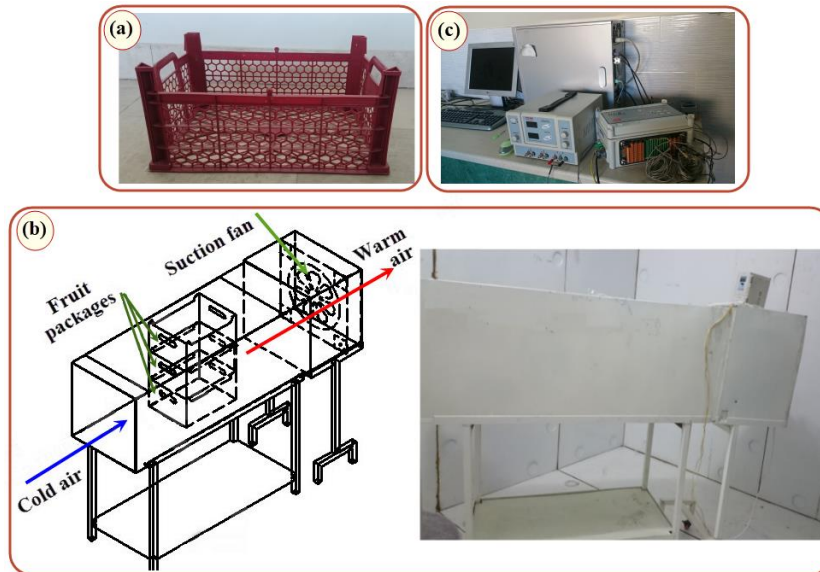 (a)
(c)
(b)
Suction fan
Warm
air
Fruit
packages
Cold air